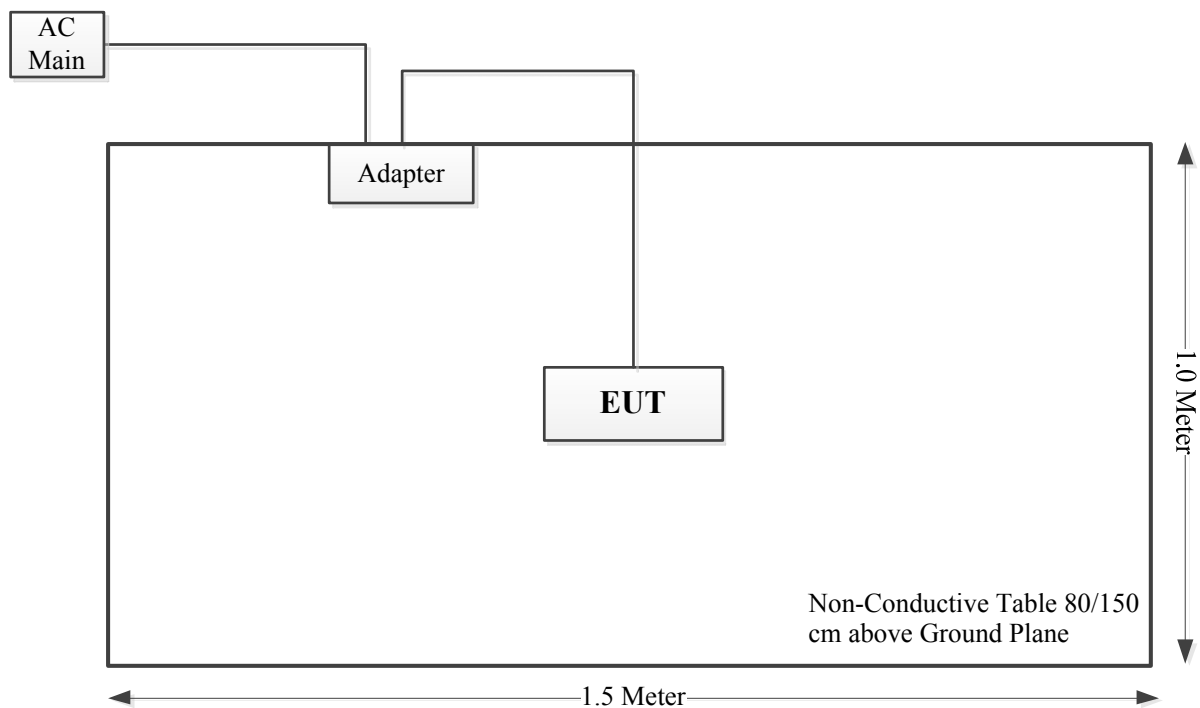 AC
Main
Adapter
EUT
1.0 Meter
Non-Conductive Table 80/150
cm above Ground Plane
1.5 Meter